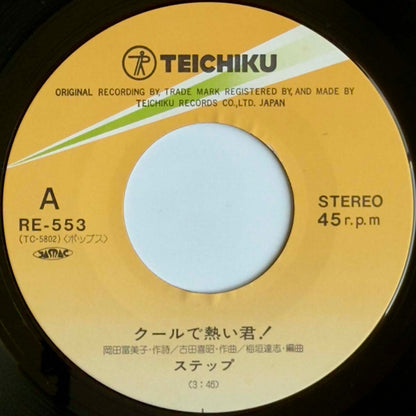 TEICHIKU
ORIGINAL RECORDING BY, TRADE MARK REGISTERED BY, AND MADE BY
TEICHIKU RECORDS CO., LTD. JAPAN
A
RE-553
(TC-5802)〈ポップス〉
JASRAC
STEREO
45 r.p.m
クールで熱い君!
岡田冨美子・作詩/古田喜昭・作曲/稲垣達志・編曲
ステップ
(3:46)